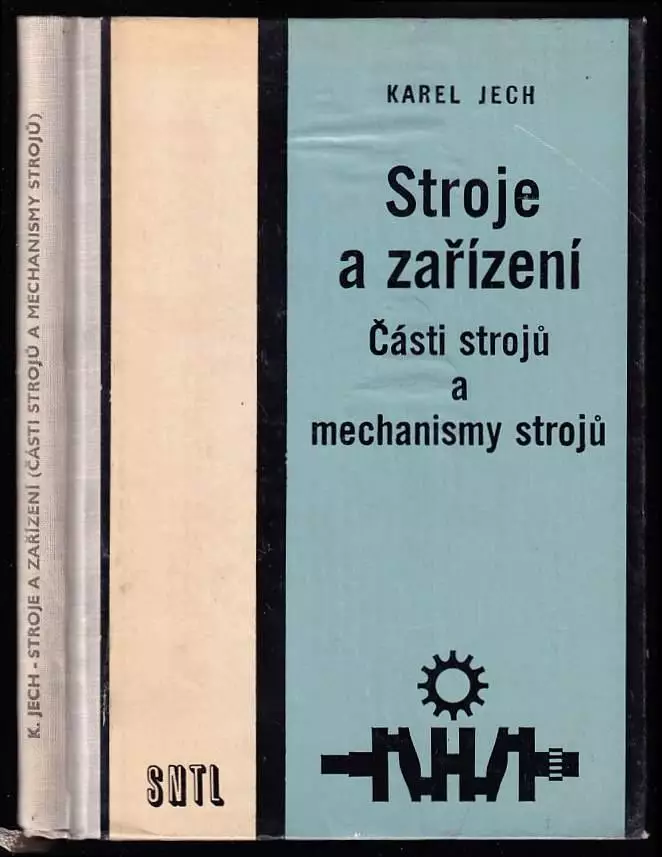 K. JECH - STROJE A ZAŘÍZENÍ (ČÁSTI STROJŮ A MECHANISMY STROJŮ)
KAREL JECH
Stroje
a zařízení
Části strojů
a
mechanismy strojů
SNTL